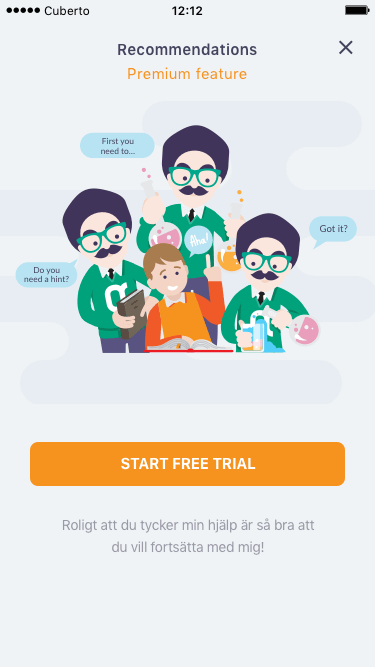 Cuberto
12:12
Recommendations
Premium feature
First you
need to...
Got it?
Aha!
Do you
need a hint?
START FREE TRIAL
Roligt att du tycker min hjälp är så bra att
du vill fortsätta med mig!